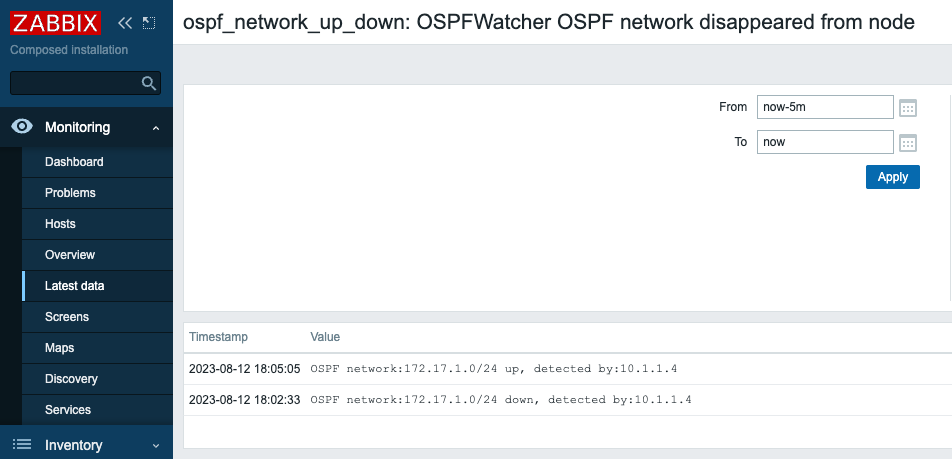 ZABBIX
Composed installation
Monitoring
Dashboard
Problems
Hosts
Overview
Latest data
Screens
Maps
Discovery
Services
Inventory
ospf_network_up_down: OSPFWatcher OSPF network disappeared from node
From now-5m
To now
Apply
Timestamp Value
2023-08-12 18:05:05 OSPF network:172.17.1.0/24 up, detected by:10.1.1.4
2023-08-12 18:02:33 OSPF network:172.17.1.0/24 down, detected by:10.1.1.4